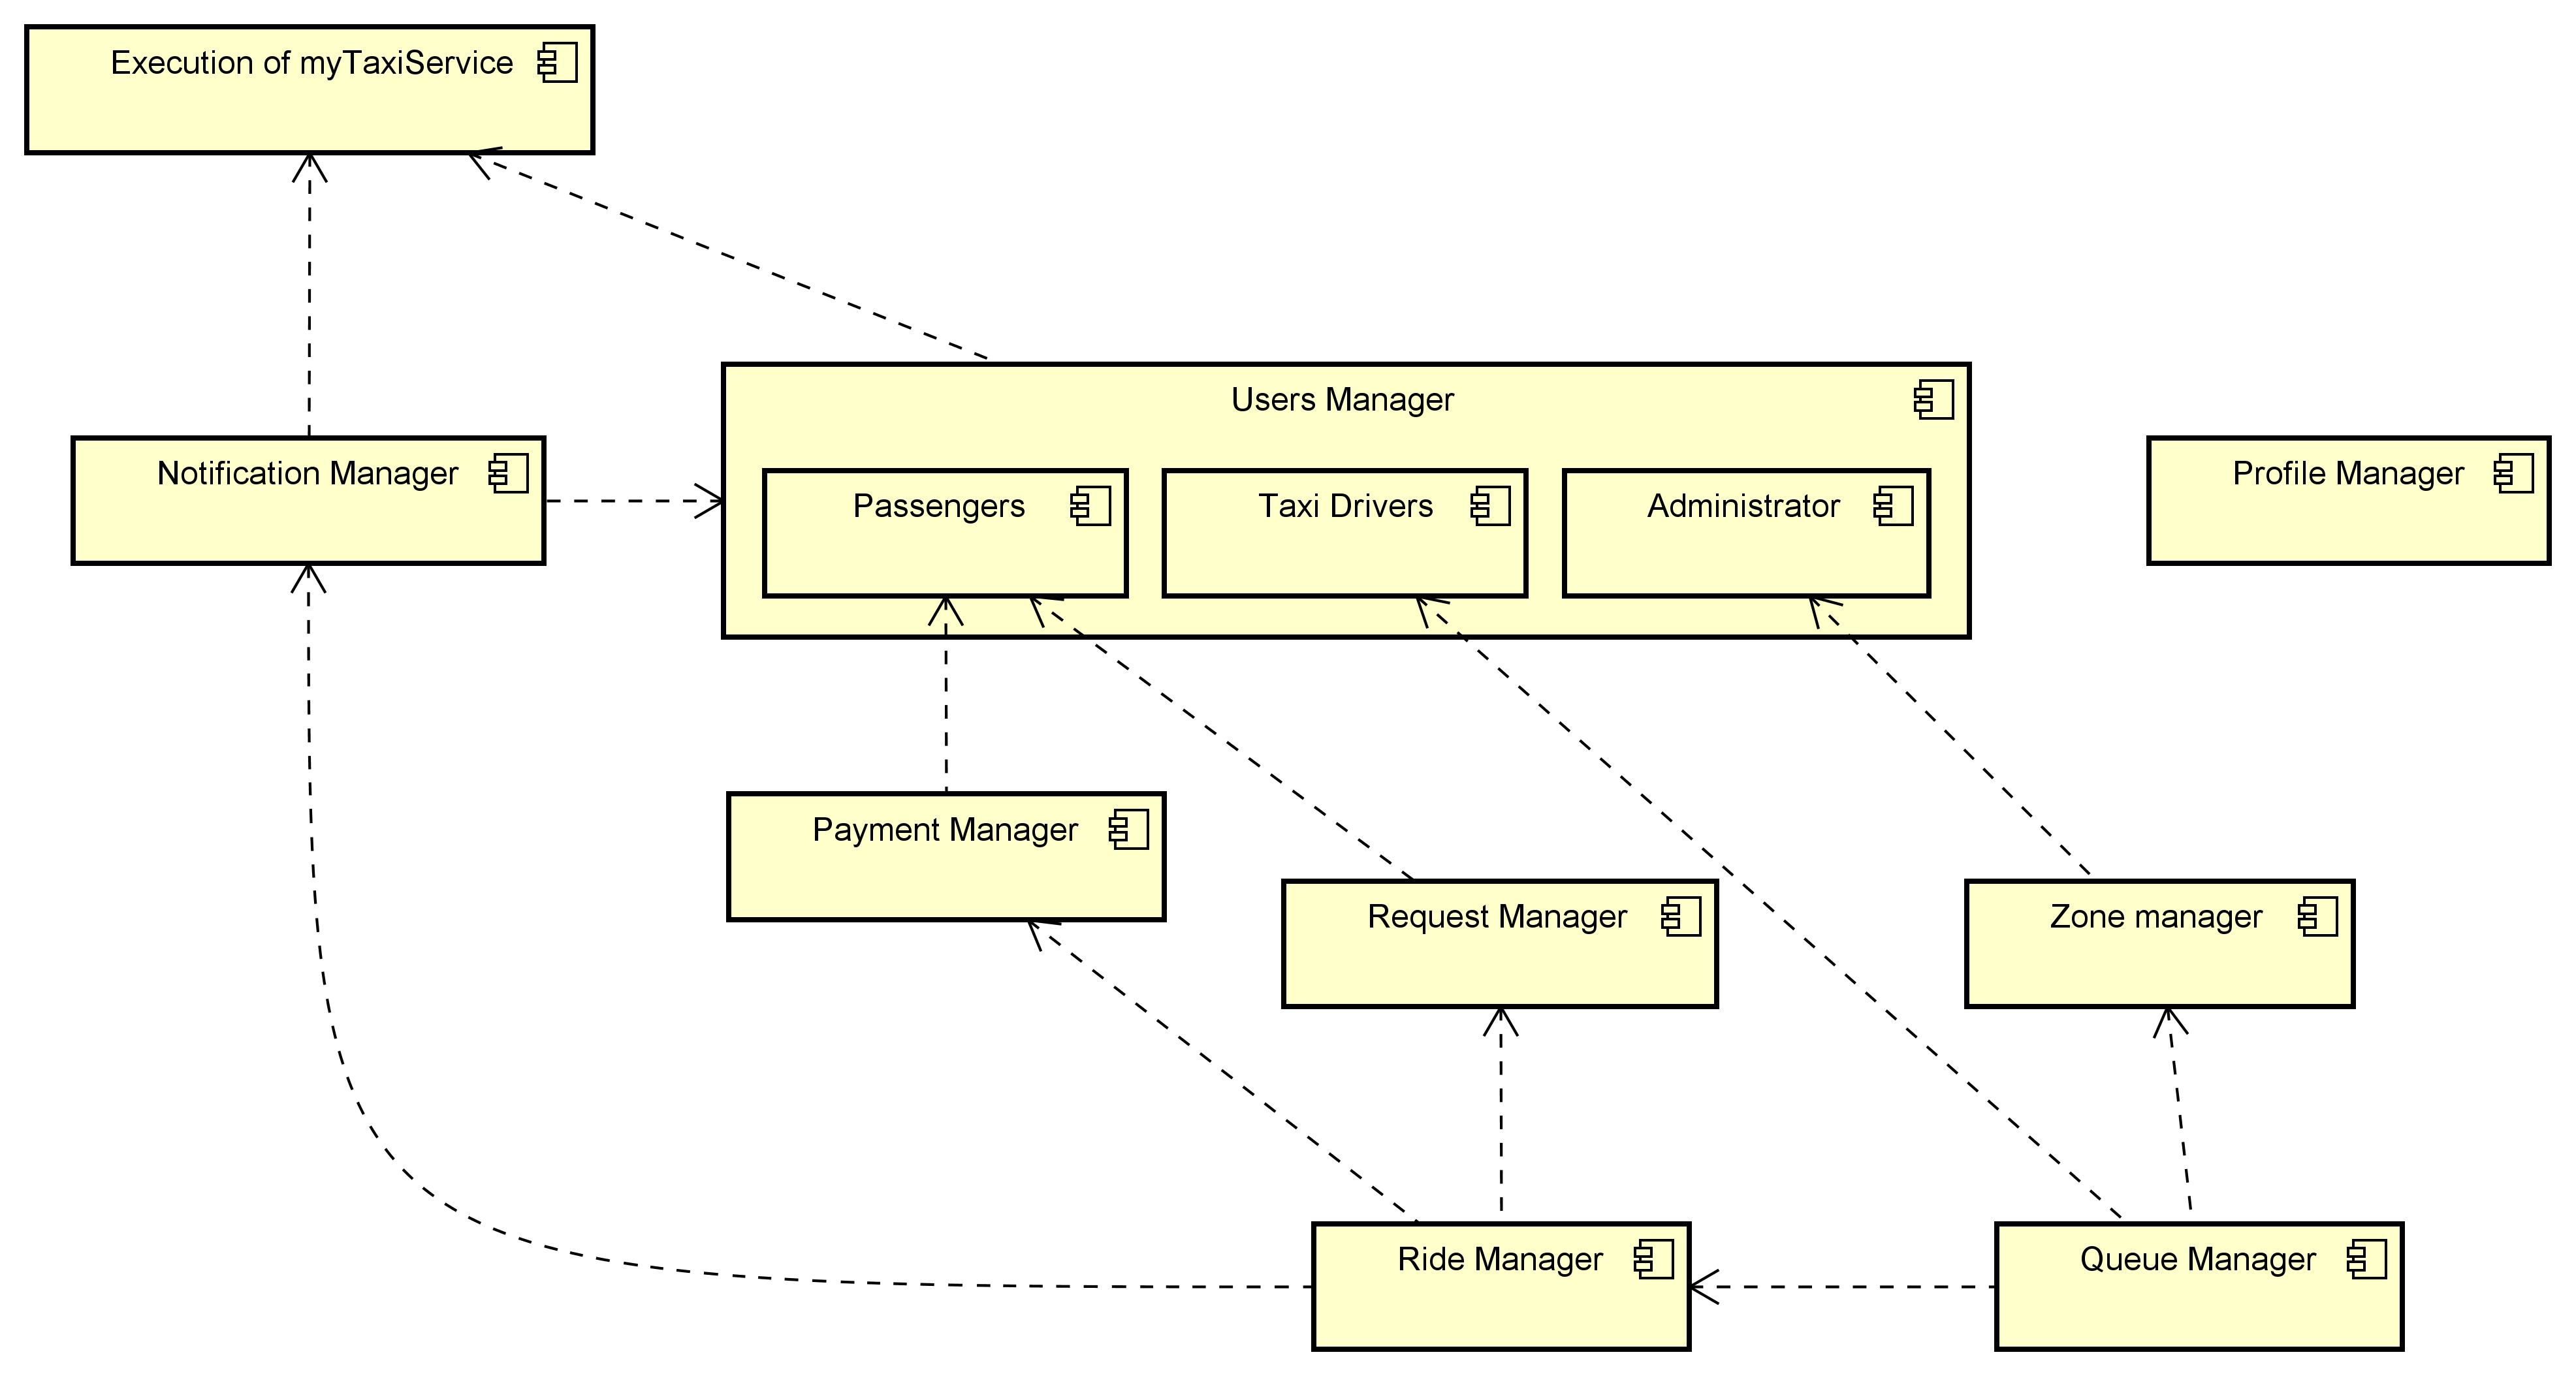 Execution of myTaxiService
Users Manager
Notification Manager
Profile Manager
Passengers
Taxi Drivers
Administrator
Payment Manager
Request Manager
Zone manager
Ride Manager
Queue Manager